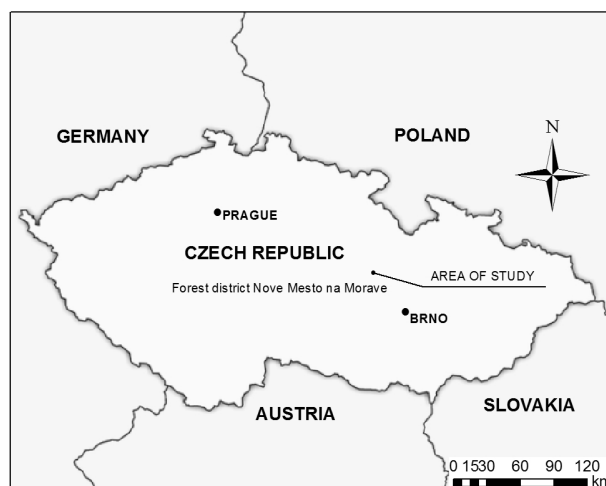 GERMANY
POLAND
N
PRAGUE
CZECH REPUBLIC
AREA OF STUDY
Forest district Nove Mesto na Morave
BRNO
SLOVAKIA
AUSTRIA
0 1530 60 90 120
km